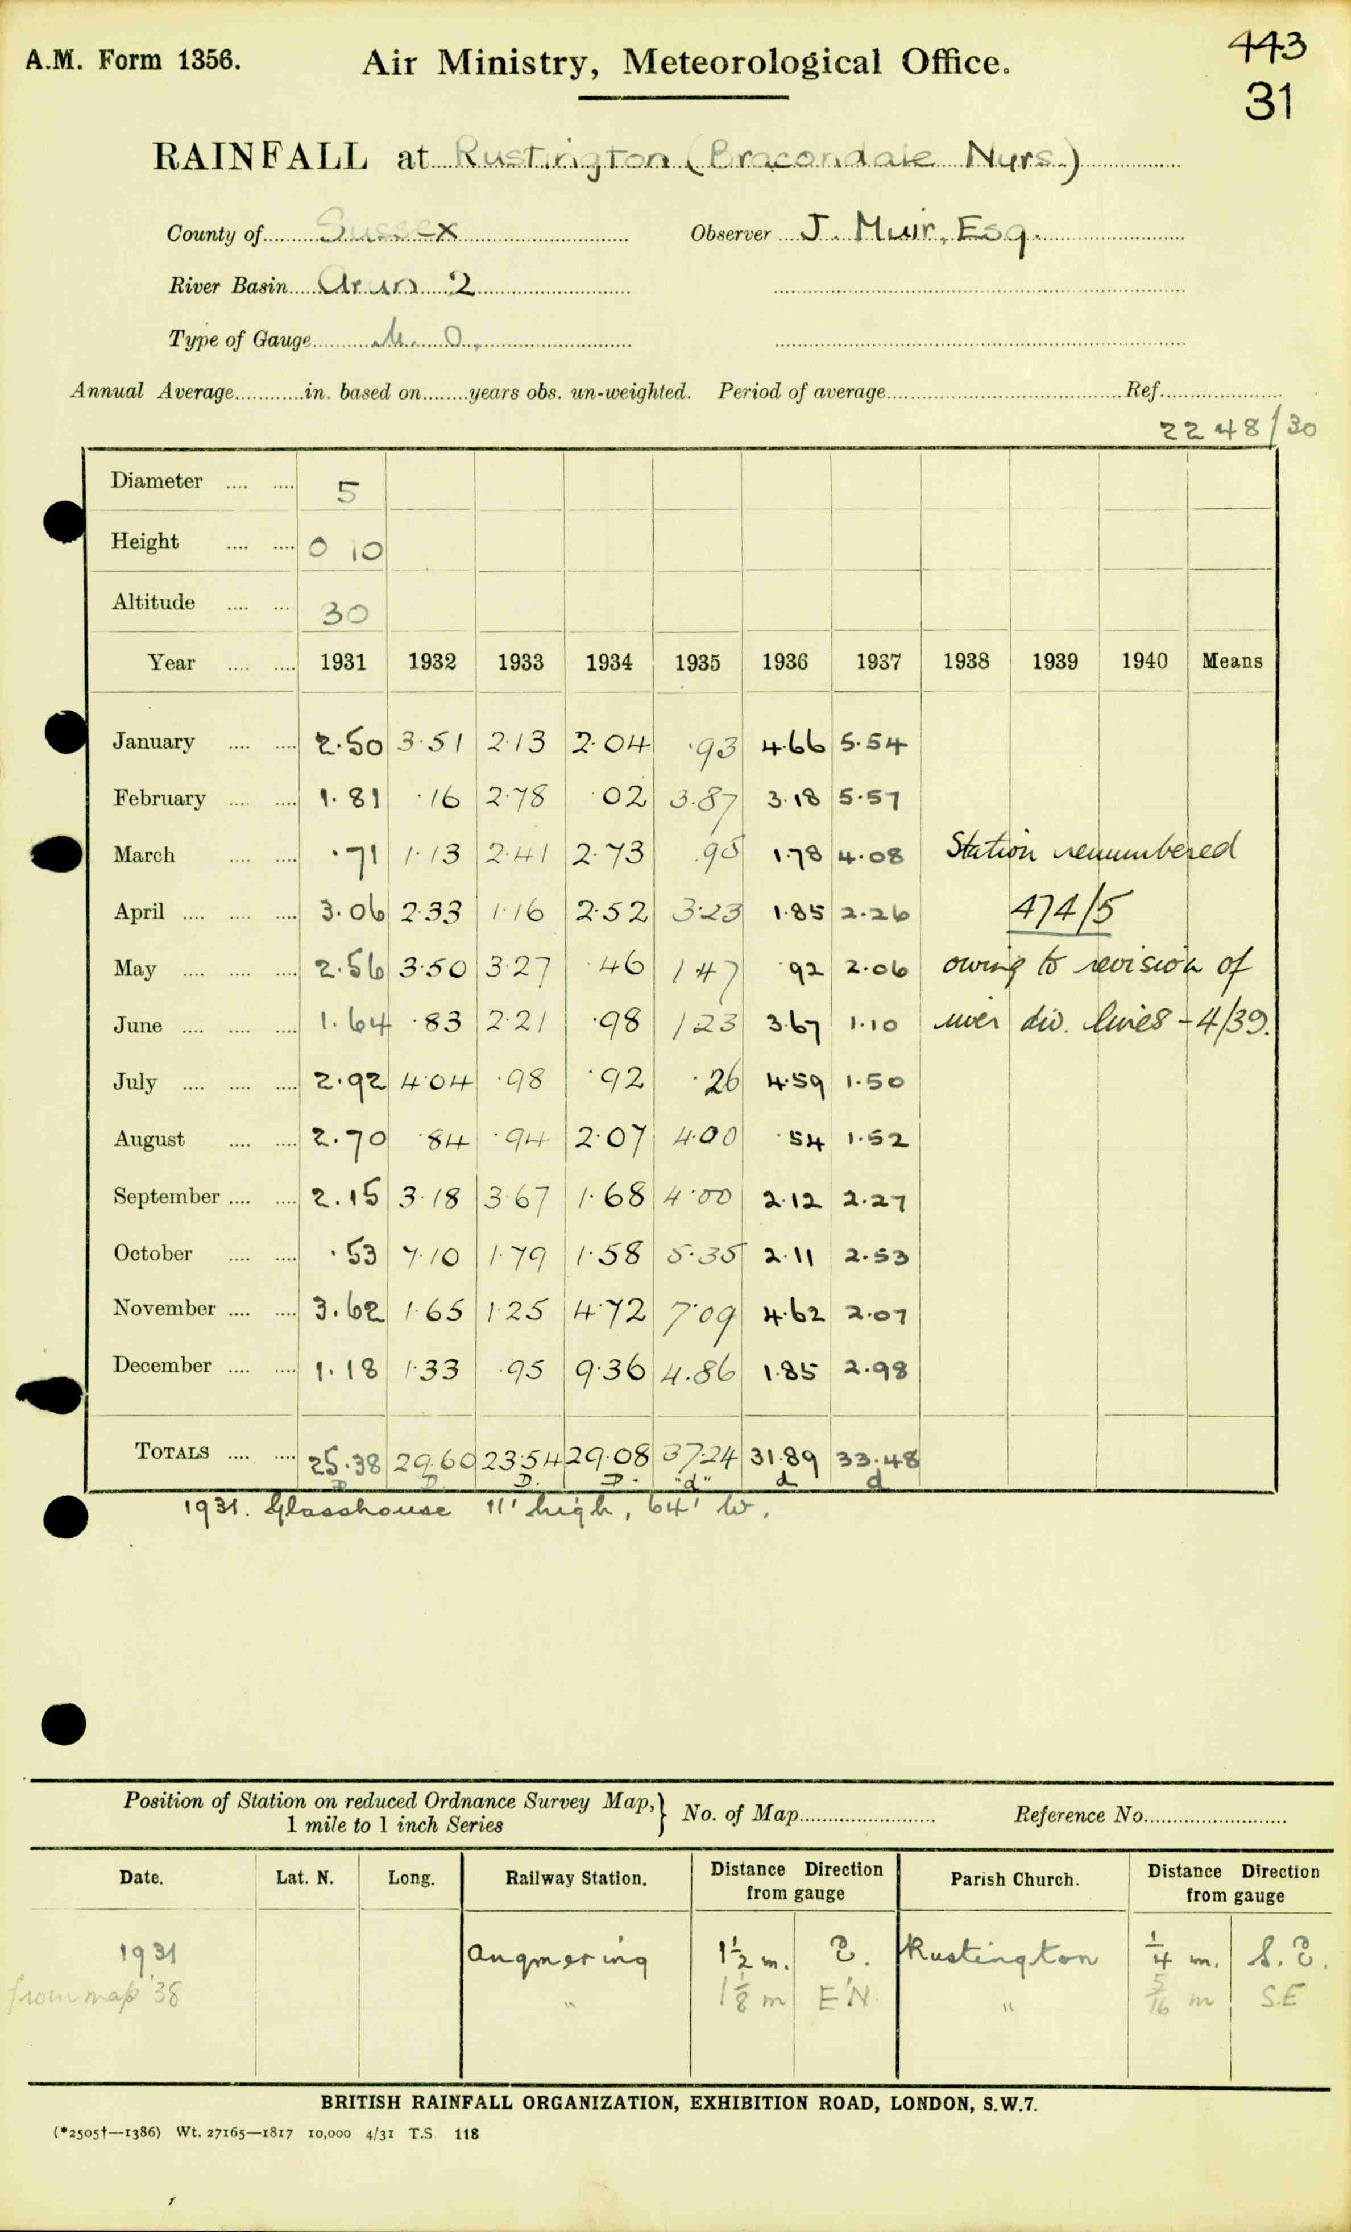 A.M. Form 1356. Air Ministry, Meteorological Office. 443
31
RAINFALL at Rustington (Bracondale Nurs.)
County of Sussex Observer J. Muir, Esq.
River Basin Arun 2
Type of Gauge M. O.
Annual Average in. based on years obs. un-weighted. Period of average Ref.
2248/30
Diameter 5
Height 0 10
Altitude 30
Year 1931 1932 1933 1934 1935 1936 1937 1938 1939 1940 Means
January 2.50 3.51 2.13 2.04 .93 4.66 5.54
February 1.81 .16 2.78 .02 3.87 3.18 5.57
March .71 1.13 2.41 2.73 .95 1.78 4.08 Station renumbered
April 3.06 2.33 1.16 2.52 3.23 1.85 2.26 474/5
May 2.56 3.50 3.27 .46 1 47 .92 2.06 owing to revision of
June 1.64 .83 2.21 .98 1 23 3.67 1.10 river div. lines - 4/39.
July 2.92 4.04 .98 .92 .26 4.59 1.50
August 2.70 .84 .94 2.07 4.00 .54 1.52
September 2.15 3.18 3.67 1.68 4.00 2.12 2.27
October .53 7.10 1.79 1.58 5.35 2.11 2.53
November 3.62 1.65 1.25 4.72 7.09 4.62 2.07
December 1.18 1.33 .95 9.36 4.86 1.85 2.98
TOTALS 25.38 29.60 23.54 29.08 37.24 31.89 33.48
D D. D. D. "d" d d
1931. Glasshouse 11' high, 64' W.
Position of Station on reduced Ordnance Survey Map,} No. of Map Reference No.
1 mile to 1 inch Series
Date. Lat. N. Long. Railway Station. Distance Direction from gauge Parish Church. Distance Direction from gauge
1931 Angmering 1½ m. E. Rustington ¼ m. S. E.
from map '38 " 1⅛ m E'N " 5/16 m S.E
BRITISH RAINFALL ORGANIZATION, EXHIBITION ROAD, LONDON, S.W.7.
(*2505†—1386) Wt. 27165—1817 10,000 4/31 T.S. 118